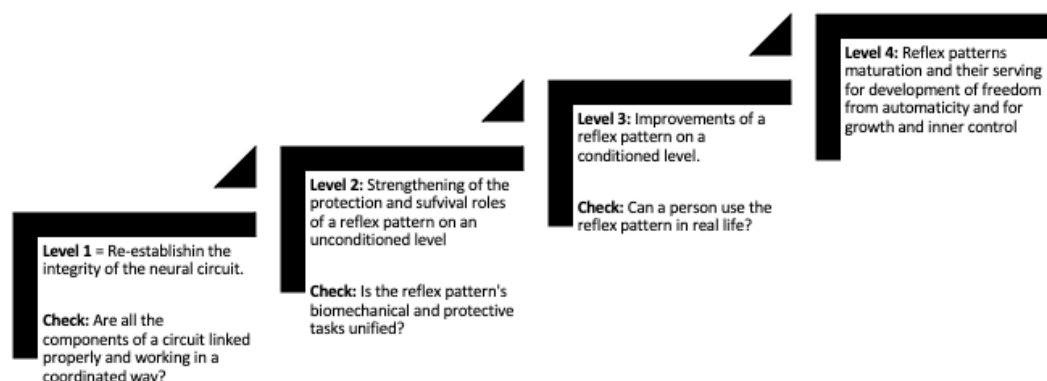 Level 1 = Re-establishin the
integrity of the neural circuit.
Check: Are all the
components of a circuit linked
properly and working in a
coordinated way?
Level 2: Strengthening of the
protection and sufvival roles
of a reflex pattern on an
unconditioned level
Check: Is the reflex pattern's
biomechanical and protective
tasks unified?
Level 3: Improvements of a
reflex pattern on a
conditioned level.
Check: Can a person use the
reflex pattern in real life?
Level 4: Reflex patterns
maturation and their serving
for development of freedom
from automaticity and for
growth and inner control